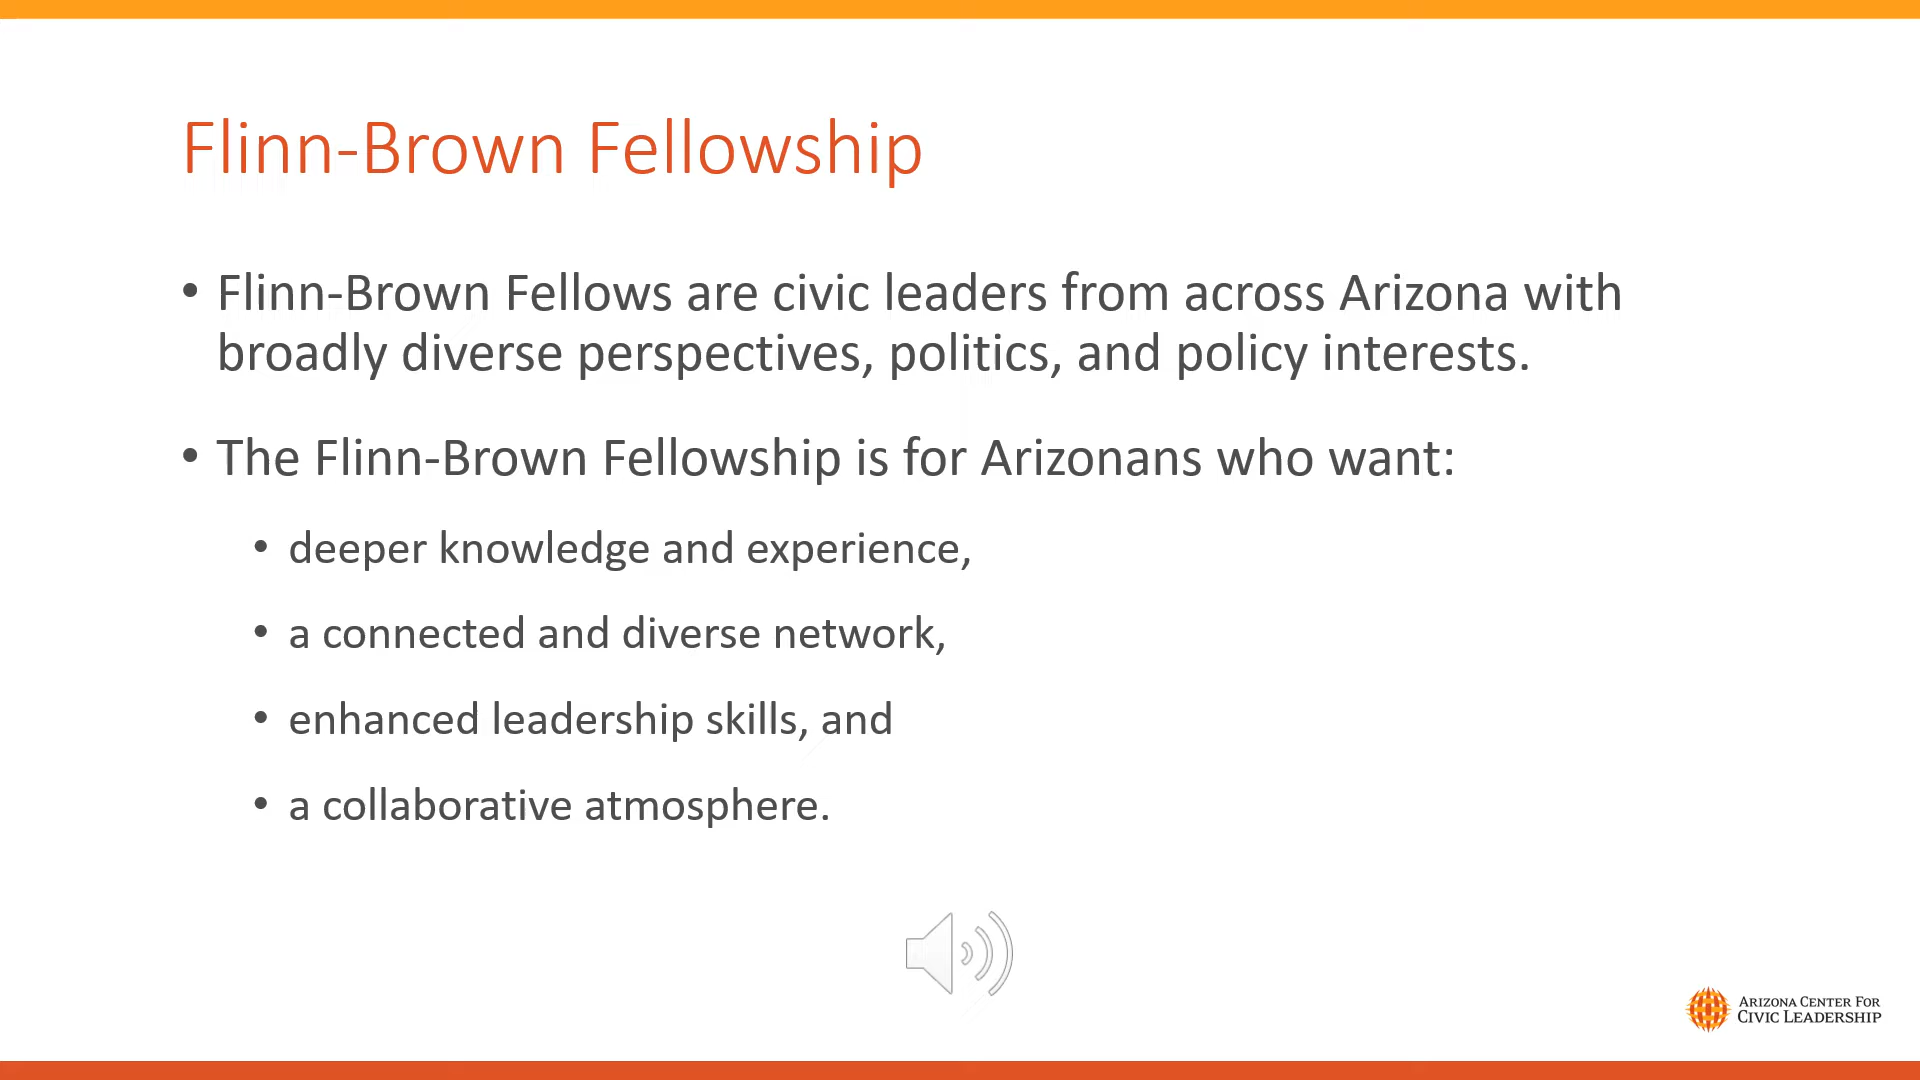 Flinn-Brown Fellowship
• Flinn-Brown Fellows are civic leaders from across Arizona with
broadly diverse perspectives, politics, and policy interests.
• The Flinn-Brown Fellowship is for Arizonans who want:
• deeper knowledge and experience,
• a connected and diverse network,
• enhanced leadership skills, and
• a collaborative atmosphere.
Arizona Center For
Civic Leadership